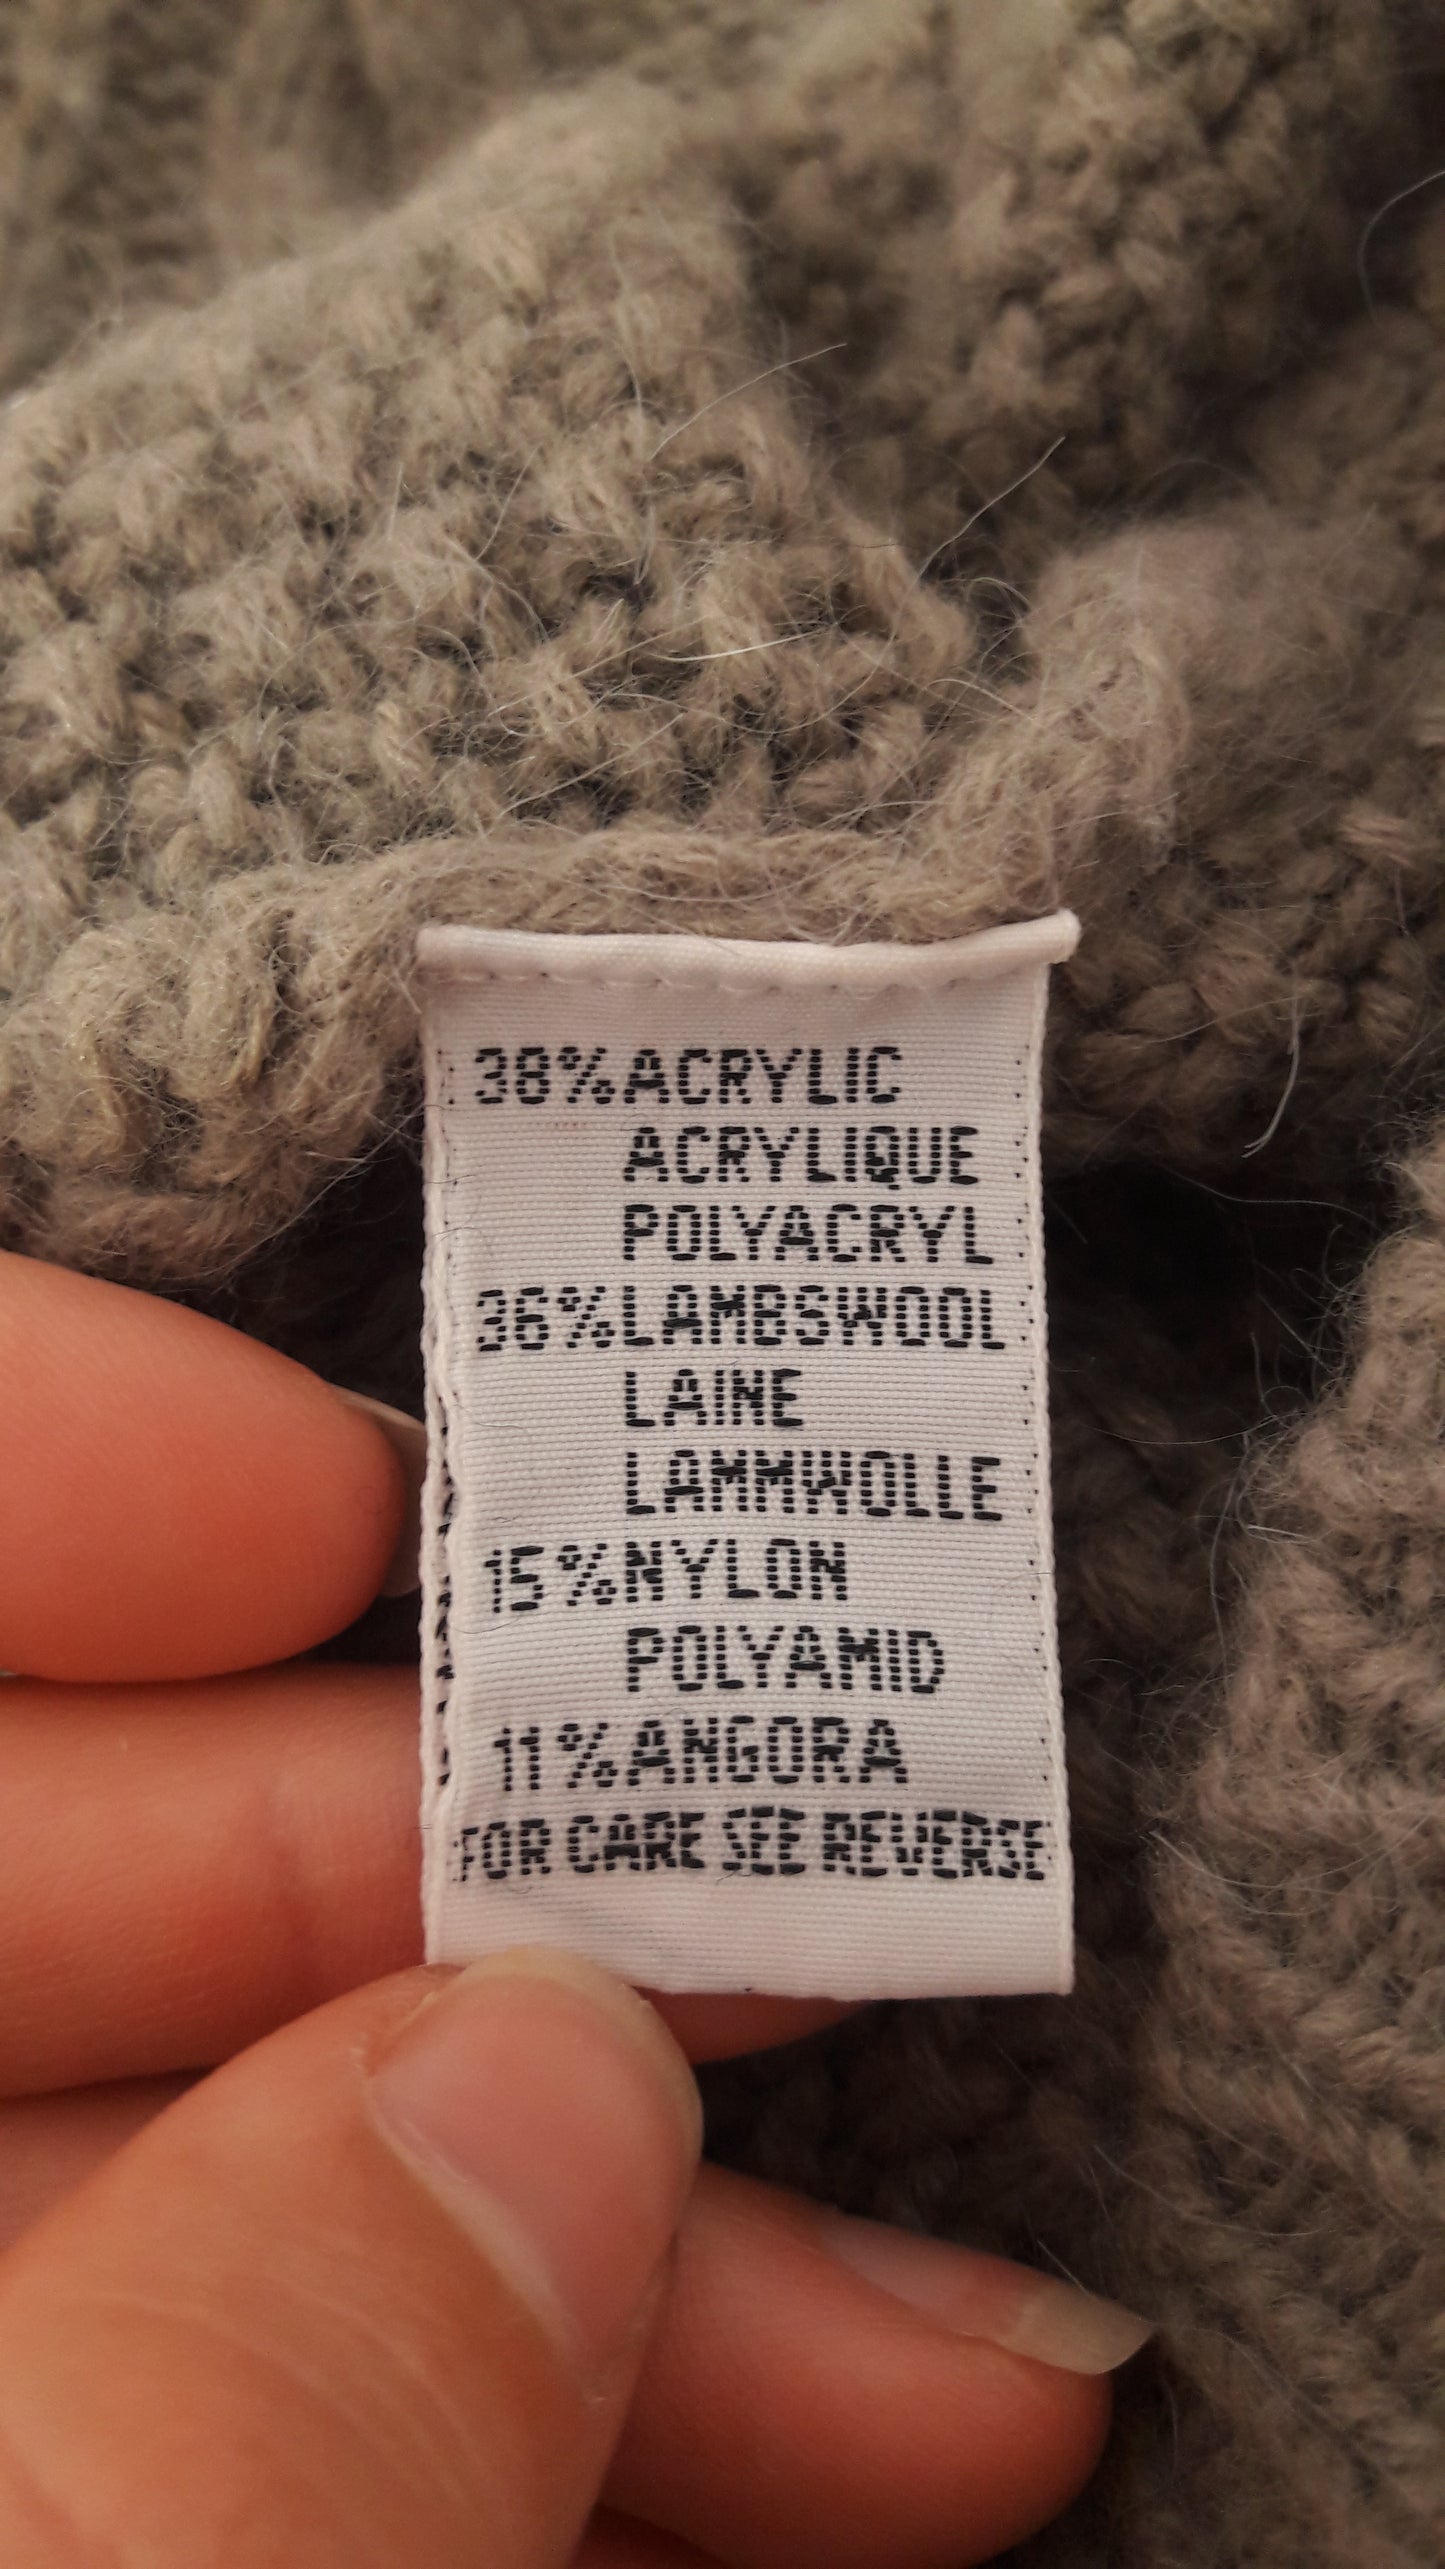 38% ACRYLIC
ACRYLIQUE
POLYACRYL
36% LAMBSWOOL
LAINE
LAMMWOLLE
15% NYLON
POLYAMID
11% ANGORA
FOR CARE SEE REVERSE